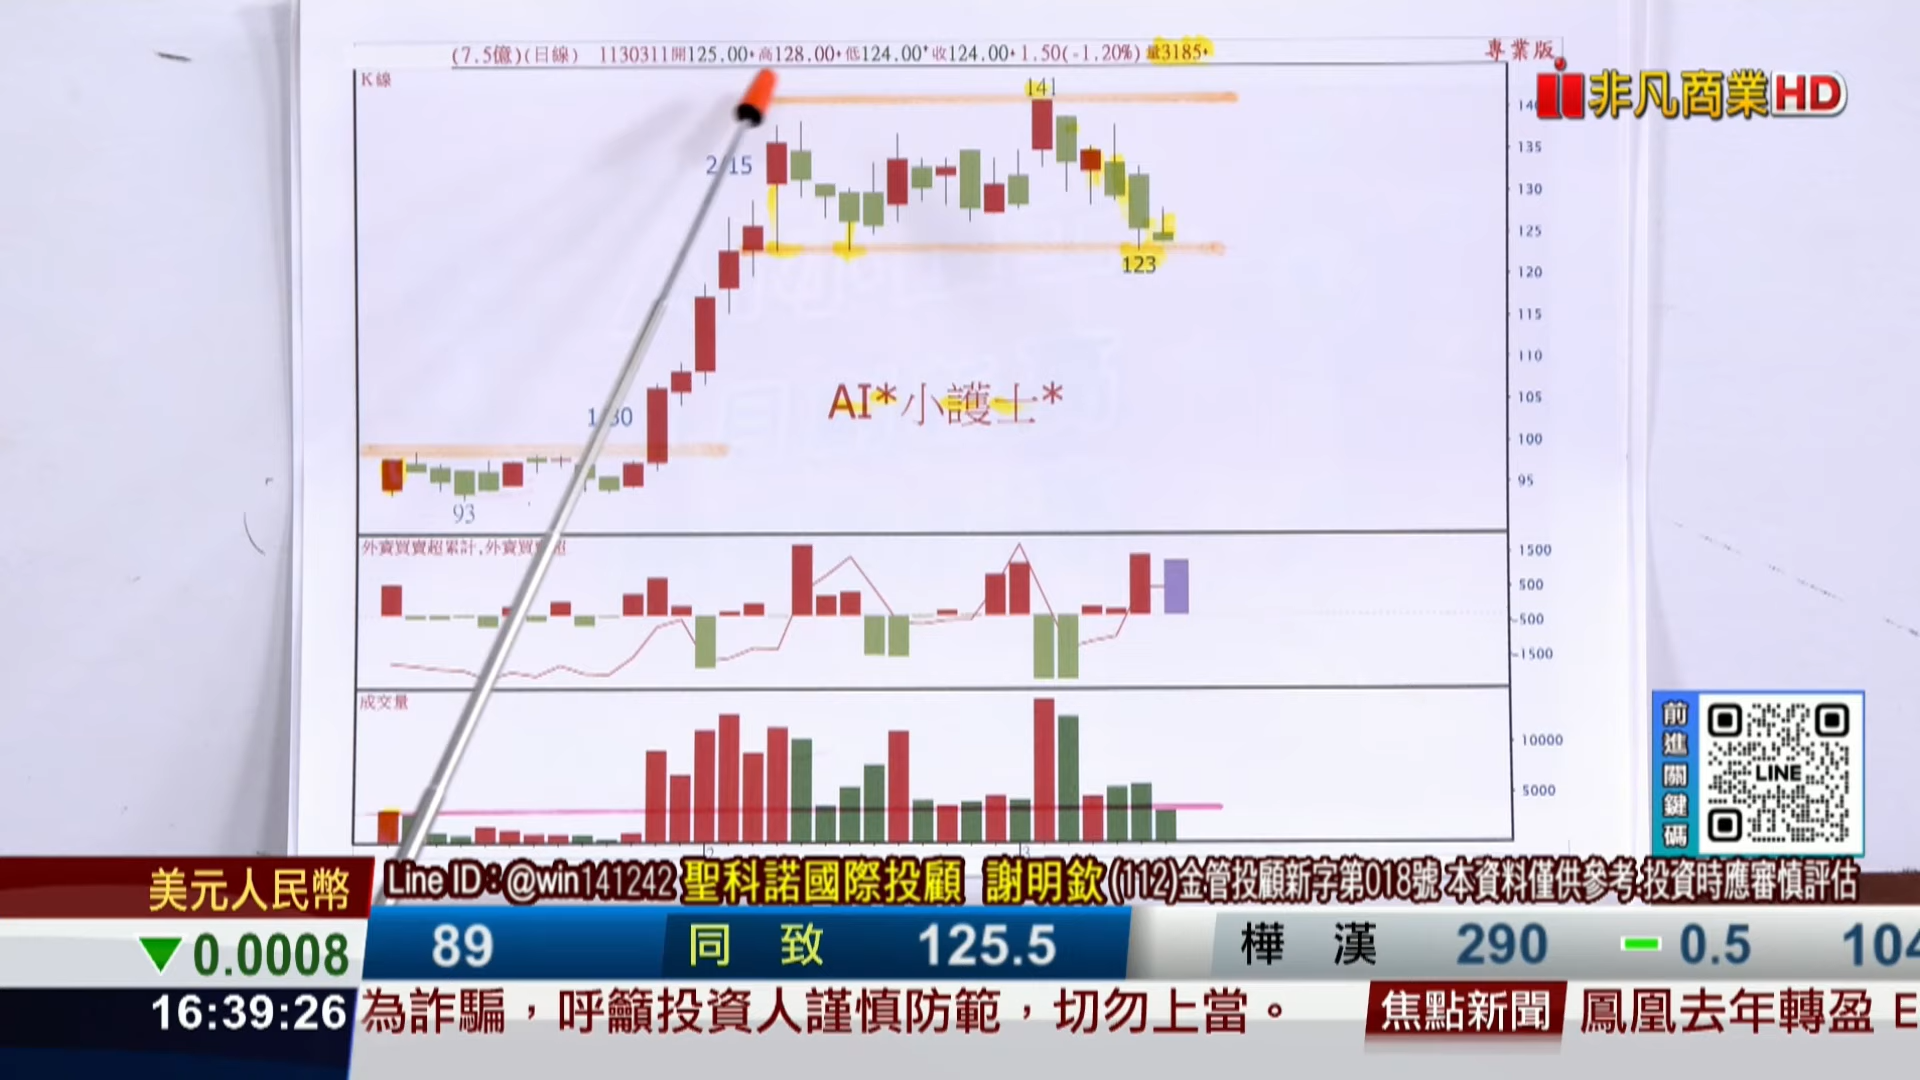 (7.5億)(日線) 1130311開125.00高128.00低124.00收124.00 1.50(-1.20%) 量3185
專業版
非凡商業HD
K線
141
140
135
130
125
120
115
110
105
100
95
2/15
123
AI*小護士*
93
外資買賣超累計,外資買
1500
500
-500
-1500
成交量
10000
5000
2
3
前進關鍵碼
LINE
美元人民幣
Line ID:@win141242 聖科諾國際投顧 謝明欽 (112)金管投顧新字第018號 本資料僅供參考,投資時應審慎評估
▼0.0008
89 同致 125.5 樺漢 290 0.5 104
16:39:26
為詐騙，呼籲投資人謹慎防範，切勿上當。
焦點新聞 鳳凰去年轉盈 E